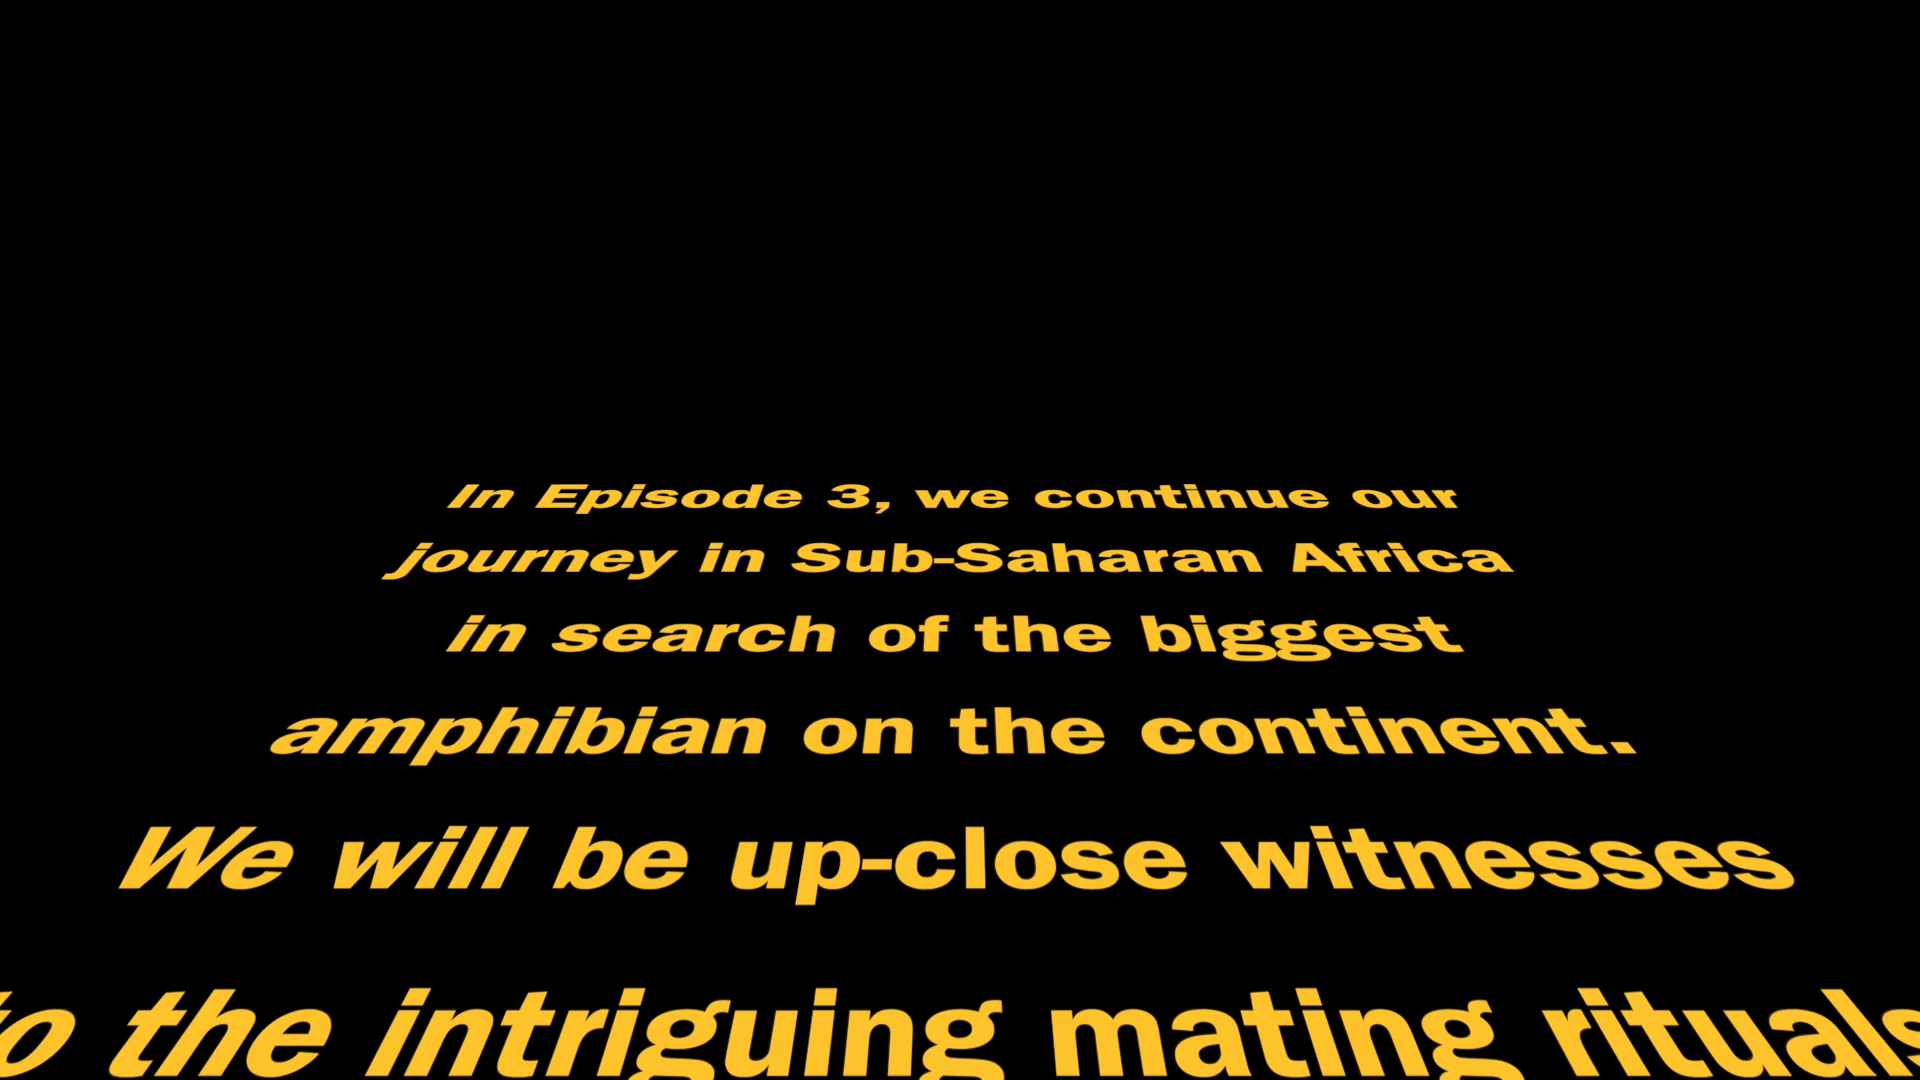 In Episode 3, we continue our
journey in Sub-Saharan Africa
in search of the biggest
amphibian on the continent.
We will be up-close witnesses
to the intriguing mating rituals